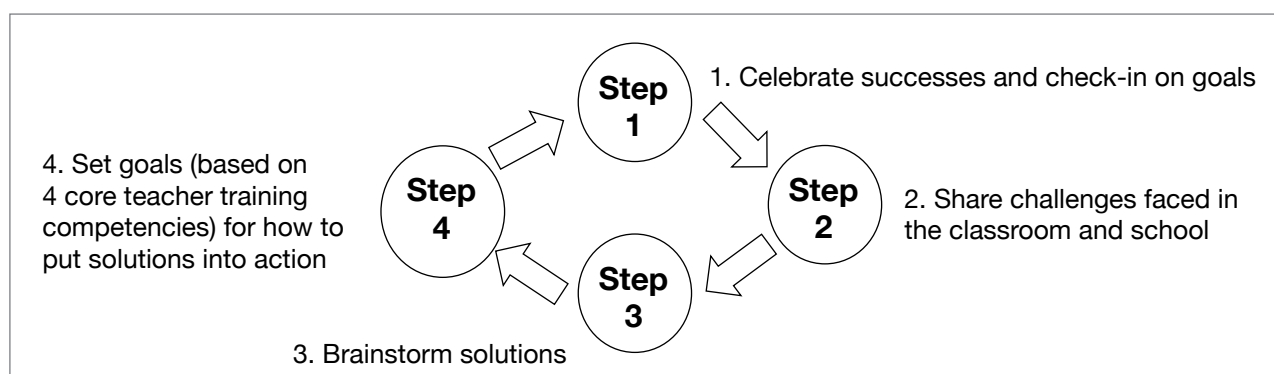 Step
1
1. Celebrate successes and check-in on goals
Step
2
2. Share challenges faced in
the classroom and school
Step
3
3. Brainstorm solutions
Step
4
4. Set goals (based on
4 core teacher training
competencies) for how to
put solutions into action